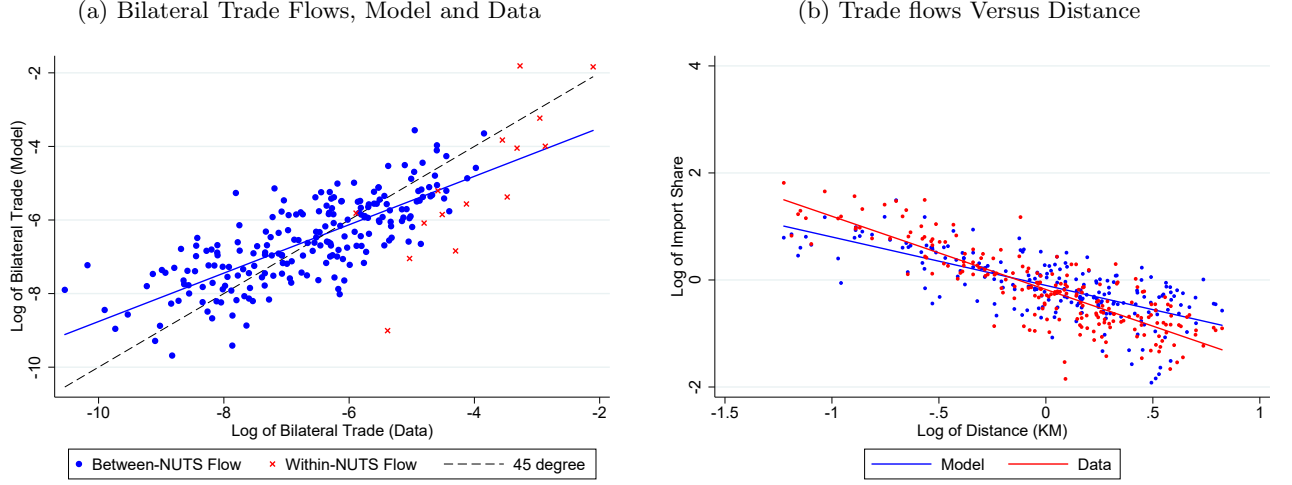 (a) Bilateral Trade Flows, Model and Data
Log of Bilateral Trade (Model)
-2
-4
-6
-8
-10
-10 -8 -6 -4 -2
Log of Bilateral Trade (Data)
Between-NUTS Flow Within-NUTS Flow 45 degree
(b) Trade flows Versus Distance
Log of Import Share
4
2
0
-2
-1.5 -1 -.5 0 .5 1
Log of Distance (KM)
Model Data